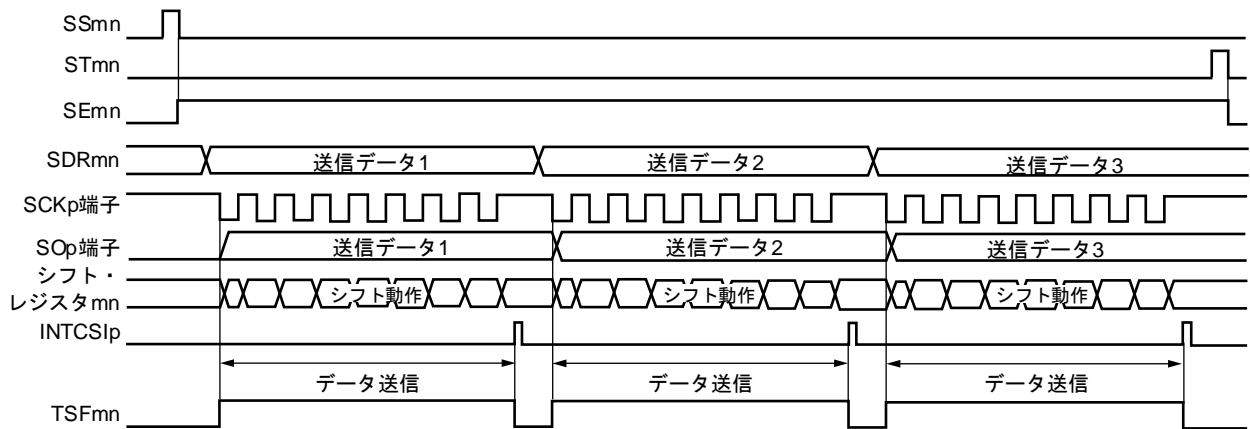 SSmn
STmn
SEmn
SDRmn 送信データ1 送信データ2 送信データ3
SCKp端子
SOp端子 送信データ1 送信データ2 送信データ3
シフト・
レジスタmn シフト動作 シフト動作 シフト動作
INTCSIp
データ送信 データ送信 データ送信
TSFmn